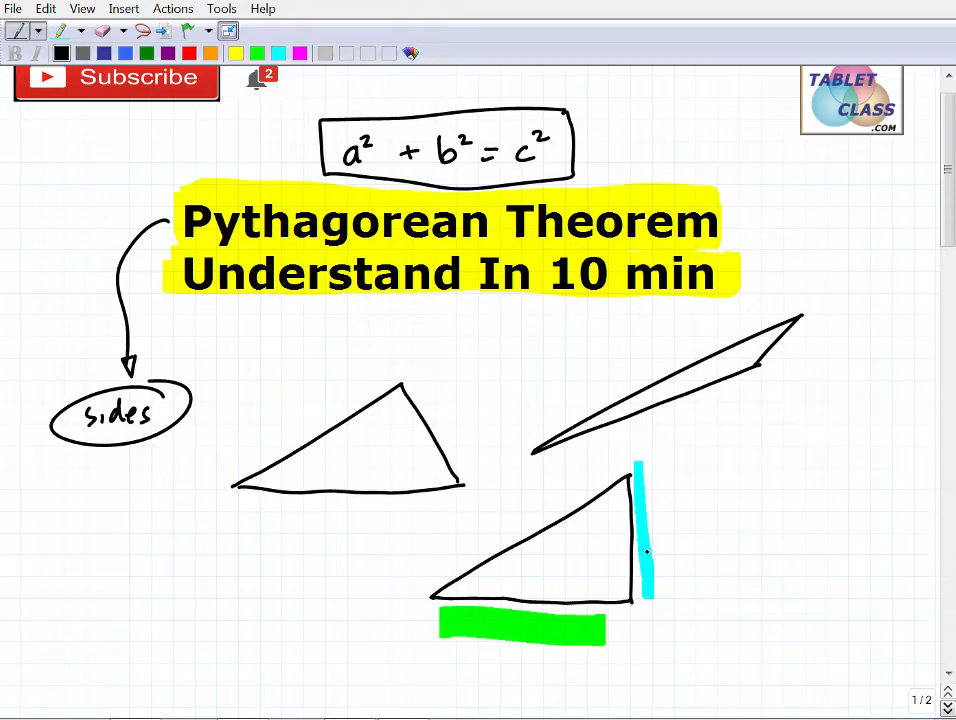 File Edit View Insert Actions Tools Help
B I
Subscribe 2
TABLET
CLASS
.COM
a² + b² = c²
Pythagorean Theorem
Understand In 10 min
sides
1 / 2